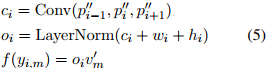 c_i = Conv(p''_{i−1}, p''_i, p''_{i+1})
o_i = LayerNorm(c_i + w_i + h_i) (5)
f(y_{i,m}) = o_i v'_m